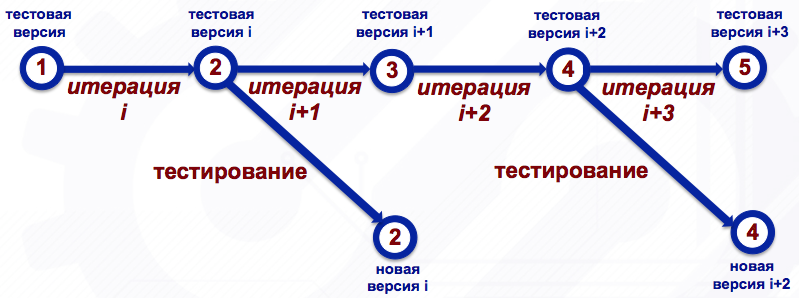 тестовая
версия
тестовая
версия i
тестовая
версия i+1
тестовая
версия i+2
тестовая
версия i+3
1
2
3
4
5
итерация
i
итерация
i+1
итерация
i+2
итерация
i+3
тестирование
тестирование
2
4
новая
версия i
новая
версия i+2